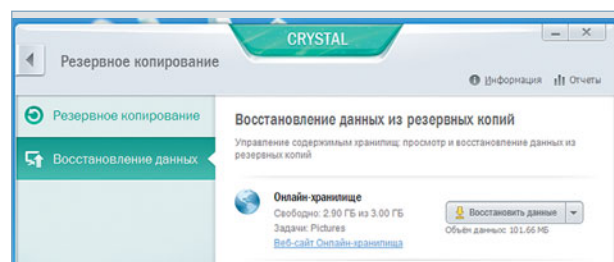 CRYSTAL
Резервное копирование
Информация Отчеты
Резервное копирование
Восстановление данных
Восстановление данных из резервных копий
Управление содержимым хранилищ: просмотр и восстановление данных из
резервных копий
Онлайн-хранилище
Свободно: 2.90 ГБ из 3.00 ГБ
Задачи: Pictures
Веб-сайт Онлайн-хранилища
Восстановить данные
Объём данных: 101.66 МБ